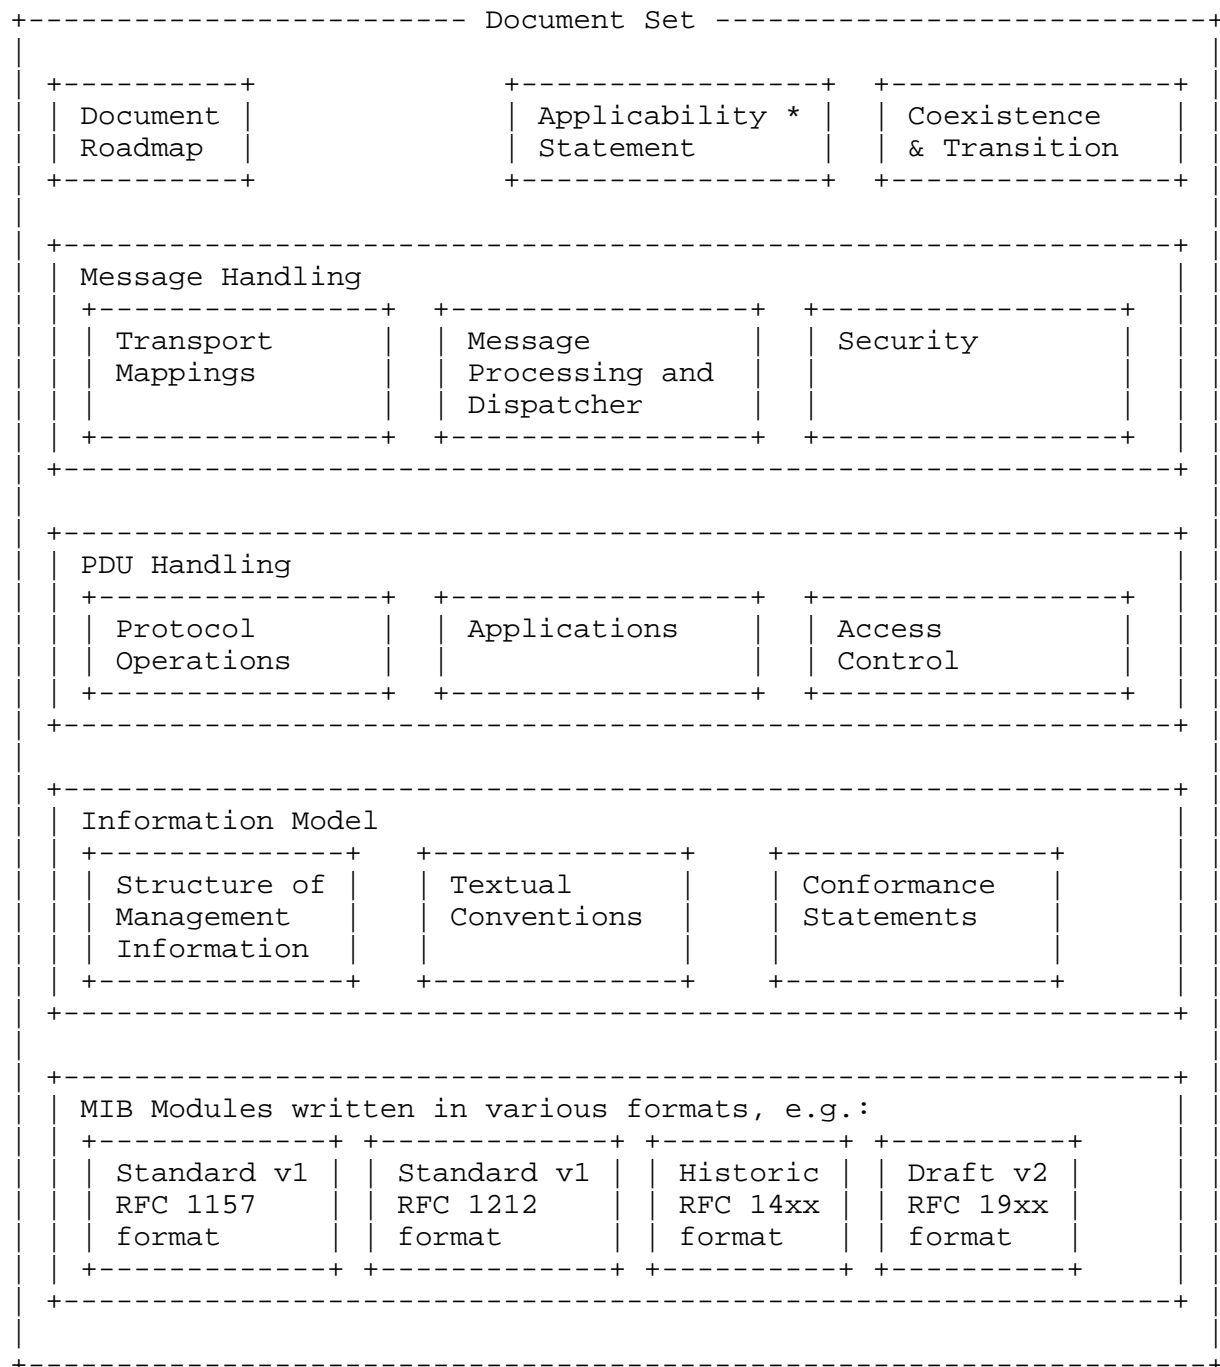 Document Set
Document Applicability * Coexistence
Roadmap Statement & Transition
Message Handling
Transport Message Security
Mappings Processing and
Dispatcher
PDU Handling
Protocol Applications Access
Operations Control
Information Model
Structure of Textual Conformance
Management Conventions Statements
Information
MIB Modules written in various formats, e.g.:
Standard v1 Standard v1 Historic Draft v2
RFC 1157 RFC 1212 RFC 14xx RFC 19xx
format format format format